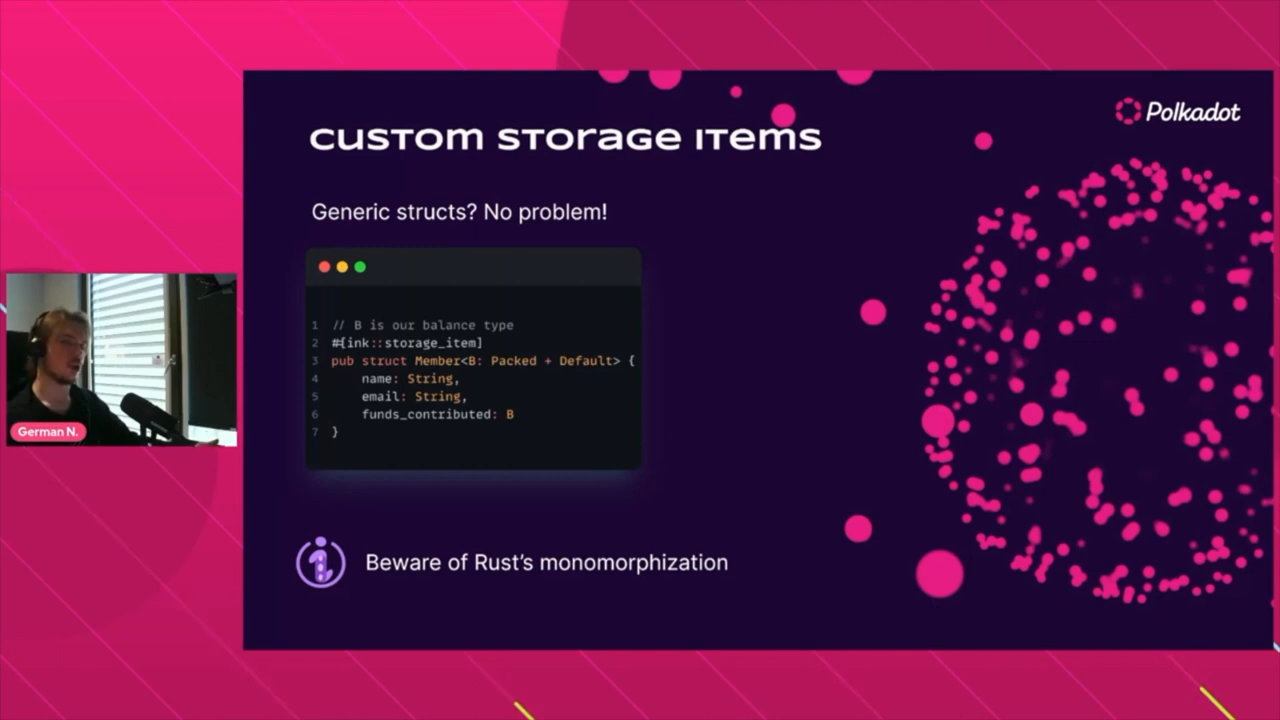 Polkadot
CUSTOM STORAGE ITEMS
Generic structs? No problem!
1 // B is our balance type
2 #[ink::storage_item]
3 pub struct Member<B: Packed + Default> {
4 name: String,
5 email: String,
6 funds_contributed: B
7 }
German N.
Beware of Rust's monomorphization